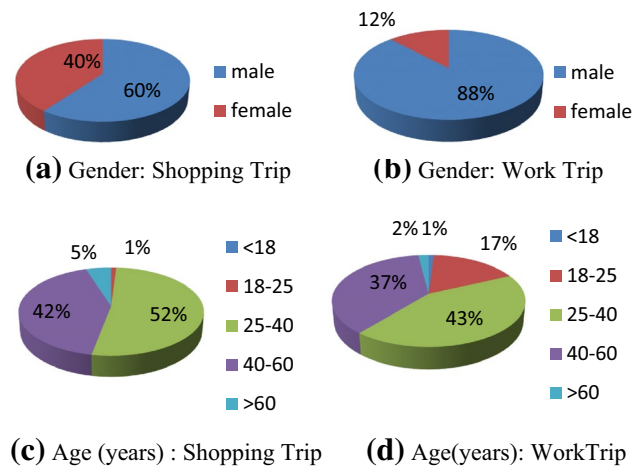 40%
60%
male
female
(a) Gender: Shopping Trip
12%
88%
male
female
(b) Gender: Work Trip
5%
1%
42%
52%
<18
18-25
25-40
40-60
>60
(c) Age (years) : Shopping Trip
2%
1%
17%
37%
43%
<18
18-25
25-40
40-60
>60
(d) Age(years): WorkTrip